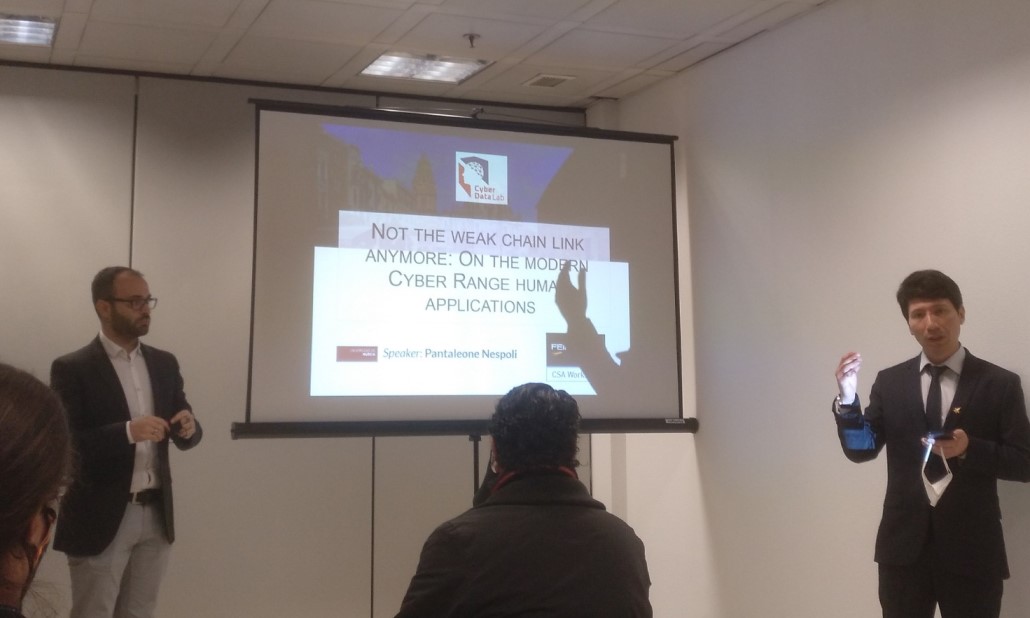 Cyber
Data Lab
NOT THE WEAK CHAIN LINK
ANYMORE: ON THE MODERN
CYBER RANGE HUMA
APPLICATIONS
Speaker: Pantaleone Nespoli
CSA Work